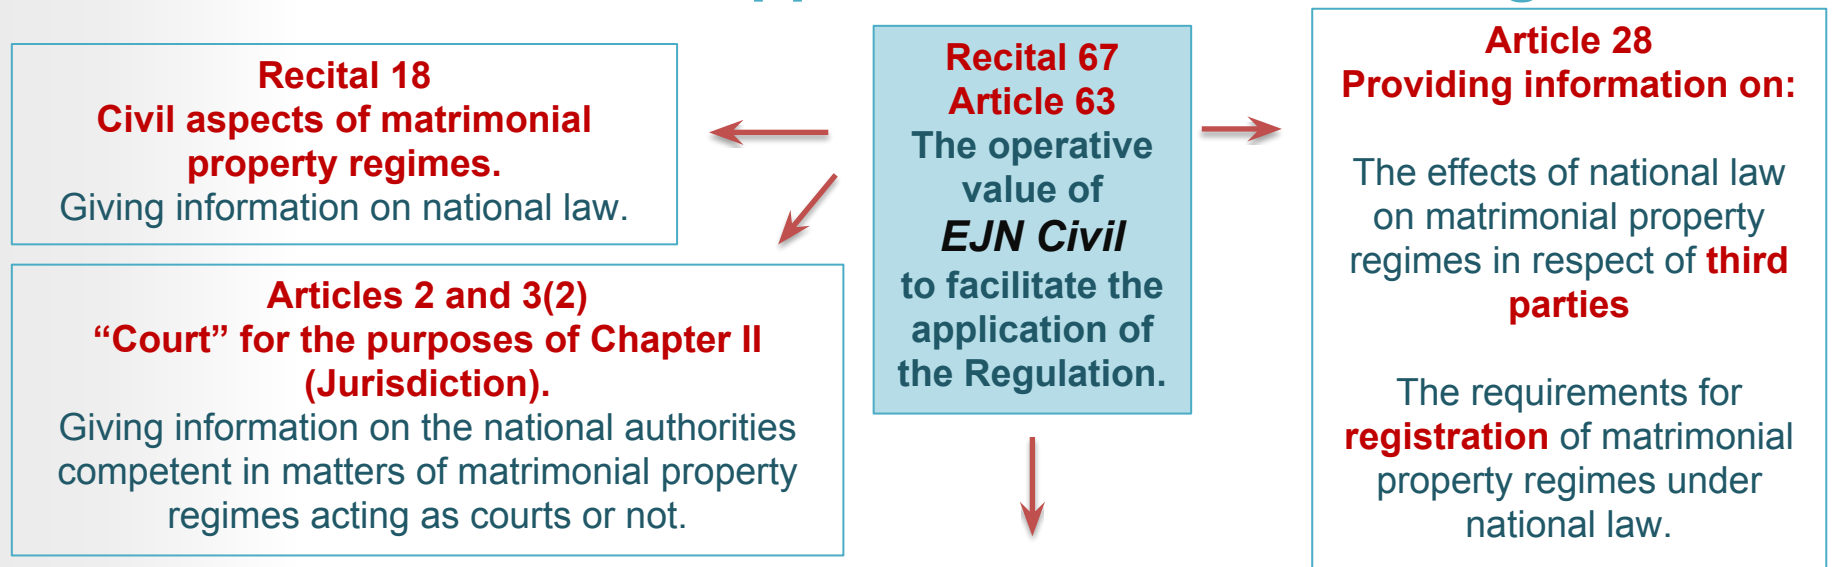 Recital 18
Civil aspects of matrimonial
property regimes.
Giving information on national law.
Articles 2 and 3(2)
“Court” for the purposes of Chapter II
(Jurisdiction).
Giving information on the national authorities
competent in matters of matrimonial property
regimes acting as courts or not.
Recital 67
Article 63
The operative
value of
EJN Civil
to facilitate the
application of
the Regulation.
Article 28
Providing information on:
The effects of national law
on matrimonial property
regimes in respect of third
parties
The requirements for
registration of matrimonial
property regimes under
national law.